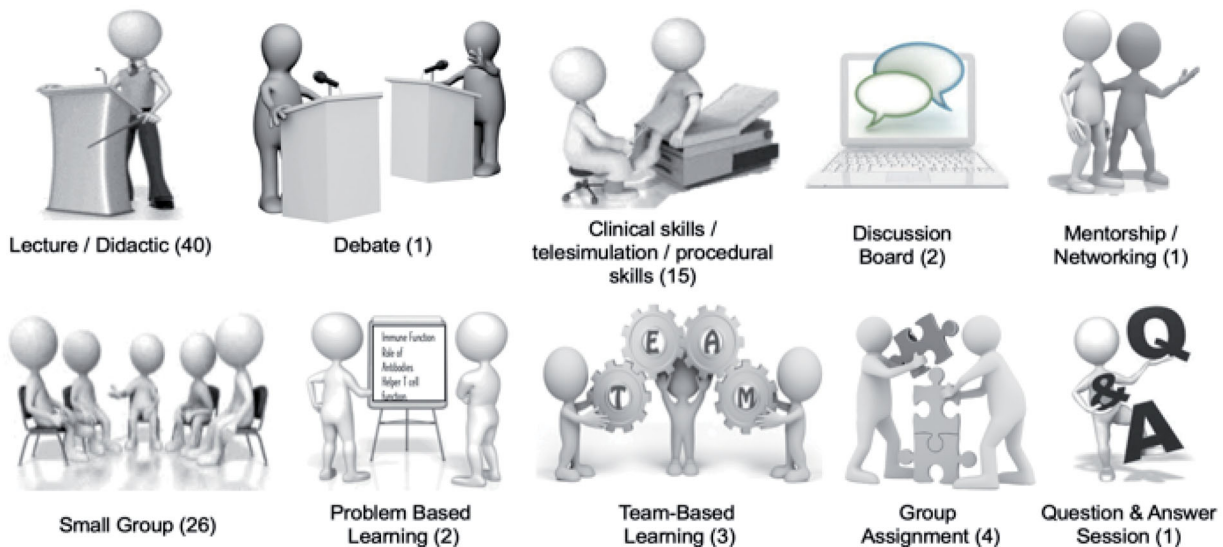 Lecture / Didactic (40)
Debate (1)
Clinical skills /
telesimulation / procedural
skills (15)
Discussion
Board (2)
Mentorship /
Networking (1)
Immune Function
Role of
Antibodies
Helper T cell
function.
T
E
A
M
Q
&
A
Small Group (26)
Problem Based
Learning (2)
Team-Based
Learning (3)
Group
Assignment (4)
Question & Answer
Session (1)